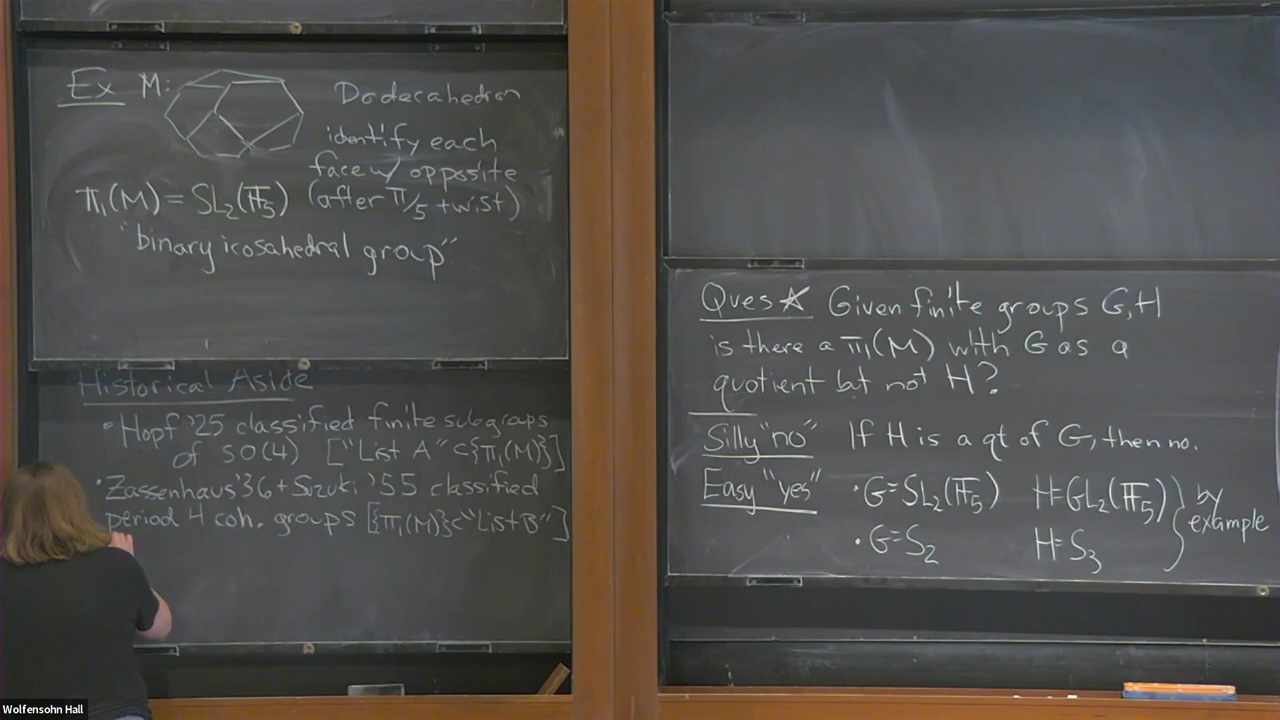 Ex M: Dodecahedron
identify each
face w/ opposite
π₁(M) = SL₂(𝔽₅) (after π/5 twist)
"binary icosahedral group"
Historical Aside
• Hopf '25 classified finite subgroups
of SO(4) ["List A" ⊂ {π₁(M)}]
• Zassenhaus '36 + Suzuki '55 classified
period 4 coh. groups [{π₁(M)} ⊂ "List B"]
Ques ☆ Given finite groups G, H
is there a π₁(M) with G as a
quotient but not H?
Silly "no" If H is a qt of G, then no.
Easy "yes" • G = SL₂(𝔽₅) H = GL₂(𝔽₅) } by
example
• G = S₂ H = S₃
Wolfensohn Hall